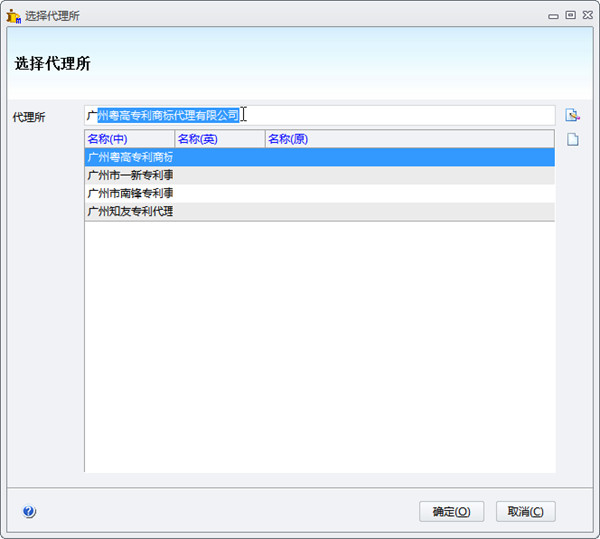 选择代理所
选择代理所
代理所
广州粤高专利商标代理有限公司
名称(中) 名称(英) 名称(原)
广州粤高专利商标
广州市一新专利事
广州市南锋专利事
广州知友专利代理
确定(O) 取消(C)